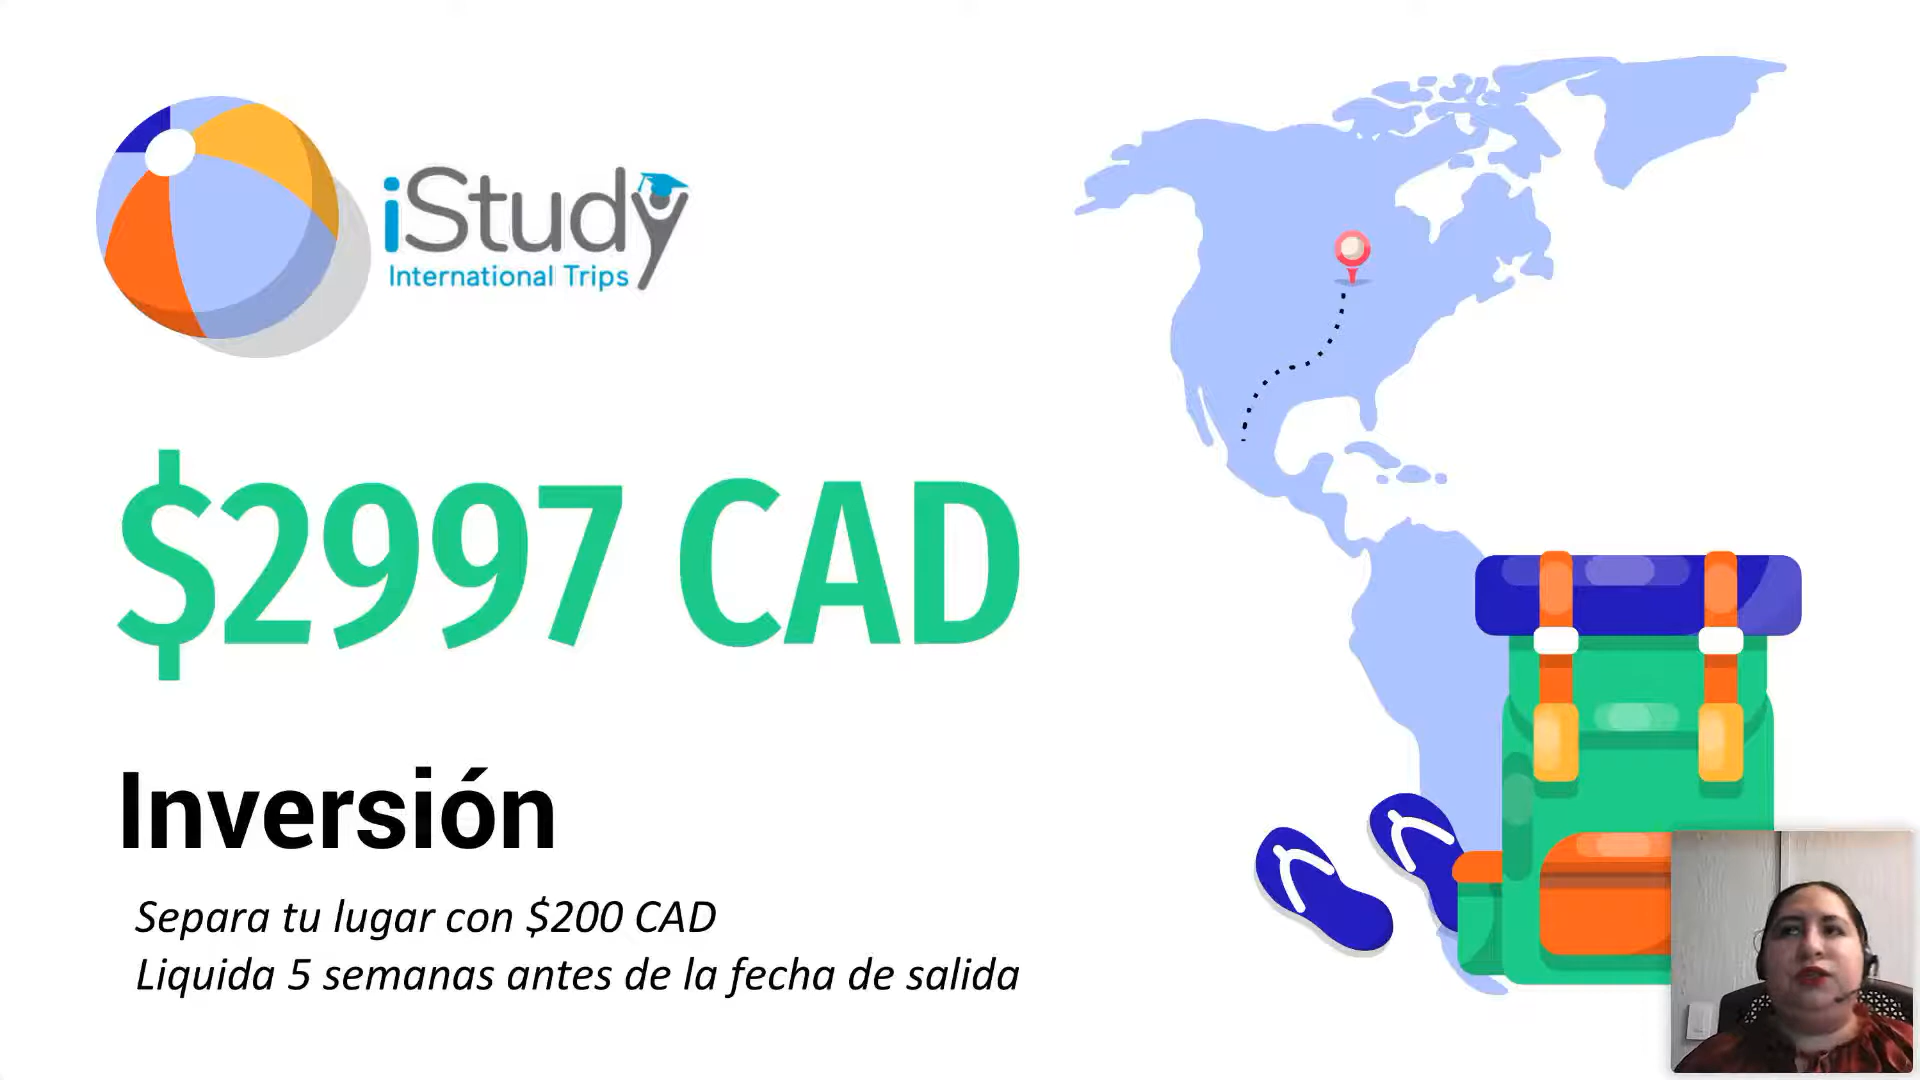 iStudy
International Trips
$2997 CAD
Inversión
Separa tu lugar con $200 CAD
Liquida 5 semanas antes de la fecha de salida